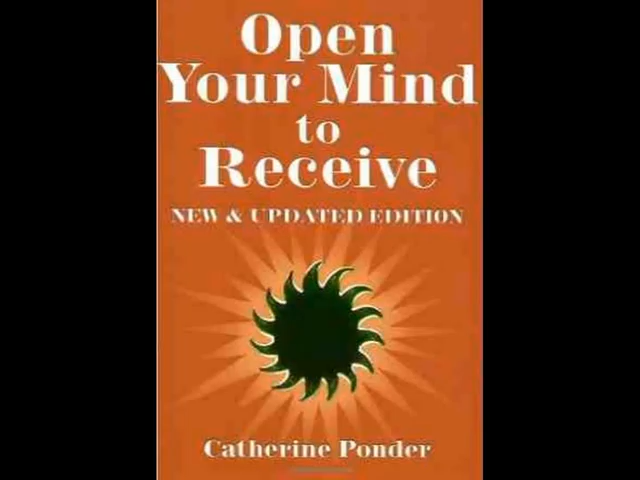 Open
Your Mind
to
Receive
NEW & UPDATED EDITION
Catherine Ponder